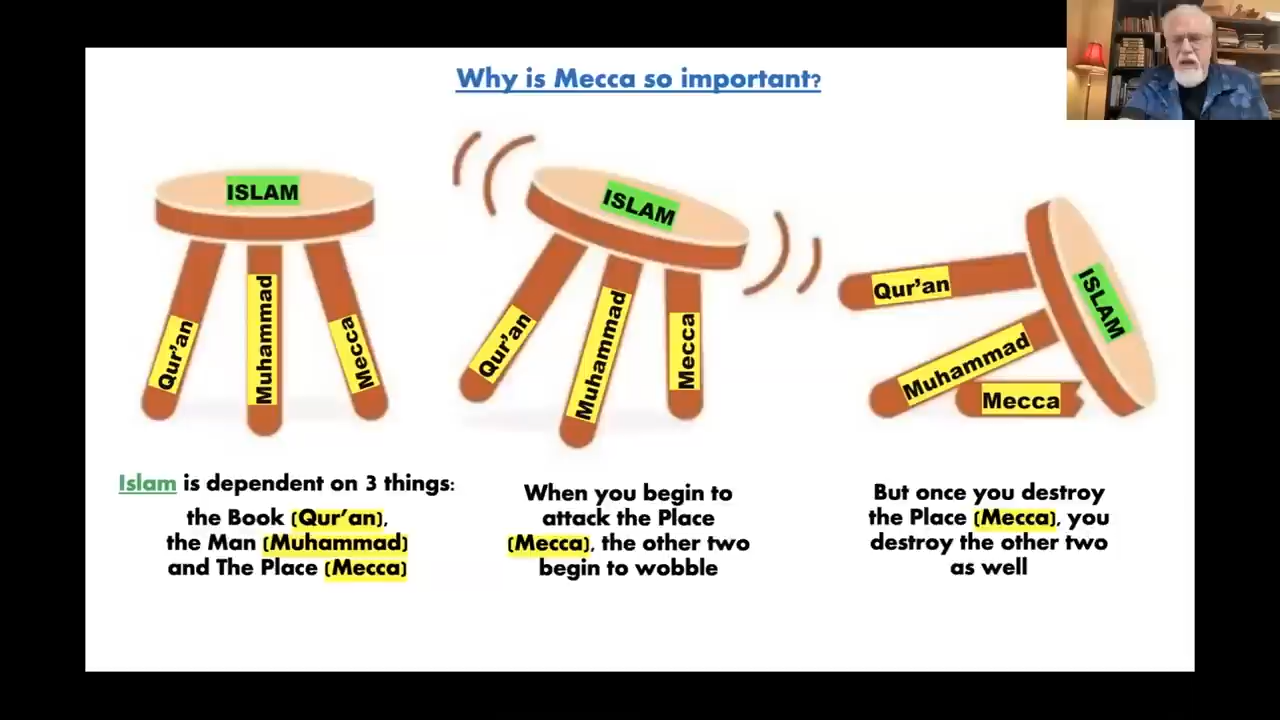 Why is Mecca so important?
ISLAM
Qur'an
Muhammad
Mecca
ISLAM
Qur'an
Muhammad
Mecca
ISLAM
Qur'an
Muhammad
Mecca
Islam is dependent on 3 things:
the Book (Qur'an),
the Man (Muhammad)
and The Place (Mecca)
When you begin to
attack the Place
(Mecca), the other two
begin to wobble
But once you destroy
the Place (Mecca), you
destroy the other two
as well